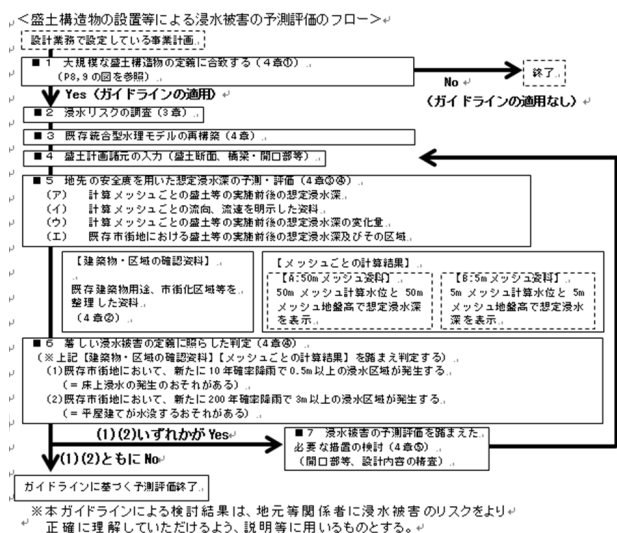 ＜盛土構造物の設置等による浸水被害の予測評価のフロー＞
設計業務で設定している事業計画
■1 大規模な盛土構造物の定義に合致する（4章①）
（P8,9の図を参照）
No
終了
（ガイドラインの適用なし）
Yes（ガイドラインの適用）
■2 浸水リスクの調査（3章）
■3 既存統合型水理モデルの再構築（4章）
■4 盛土計画諸元の入力（盛土断面、橋梁・開口部等）
■5 地先の安全度を用いた想定浸水深の予測・評価（4章③④）
（ア） 計算メッシュごとの盛土等の実施前後の想定浸水深
（イ） 計算メッシュごとの流向、流速を明示した資料
（ウ） 計算メッシュごとの盛土等の実施前後の想定浸水深の変化量
（エ） 既存市街地における盛土等の実施前後の想定浸水深及びその区域
【建築物・区域の確認資料】
既存建築物用途、市街化区域等を
整理した資料
（4章②）
【メッシュごとの計算結果】
【A:50mメッシュ資料】
50mメッシュ計算水位と50m
メッシュ地盤高で想定浸水深
を表示
【B:5mメッシュ資料】
5mメッシュ計算水位と5m
メッシュ地盤高で想定浸水
深を表示
■6 著しい浸水被害の定義に照らした判定（4章④）
（※上記【建築物・区域の確認資料】【メッシュごとの計算結果】を踏まえ判定する）
(1)既存市街地において、新たに10年確率降雨で0.5m以上の浸水区域が発生する
（＝床上浸水の発生のおそれがある）
(2)既存市街地において、新たに200年確率降雨で3m以上の浸水区域が発生する
（＝平屋建てが水没するおそれがある）
(1)(2)いずれかがYes
■7 浸水被害の予測評価を踏まえた
必要な措置の検討（4章⑤）
（開口部等、設計内容の精査）
(1)(2)ともにNo
ガイドラインに基づく予測評価終了
※本ガイドラインによる検討結果は、地元等関係者に浸水被害のリスクをより
正確に理解していただけるよう、説明等に用いるものとする。